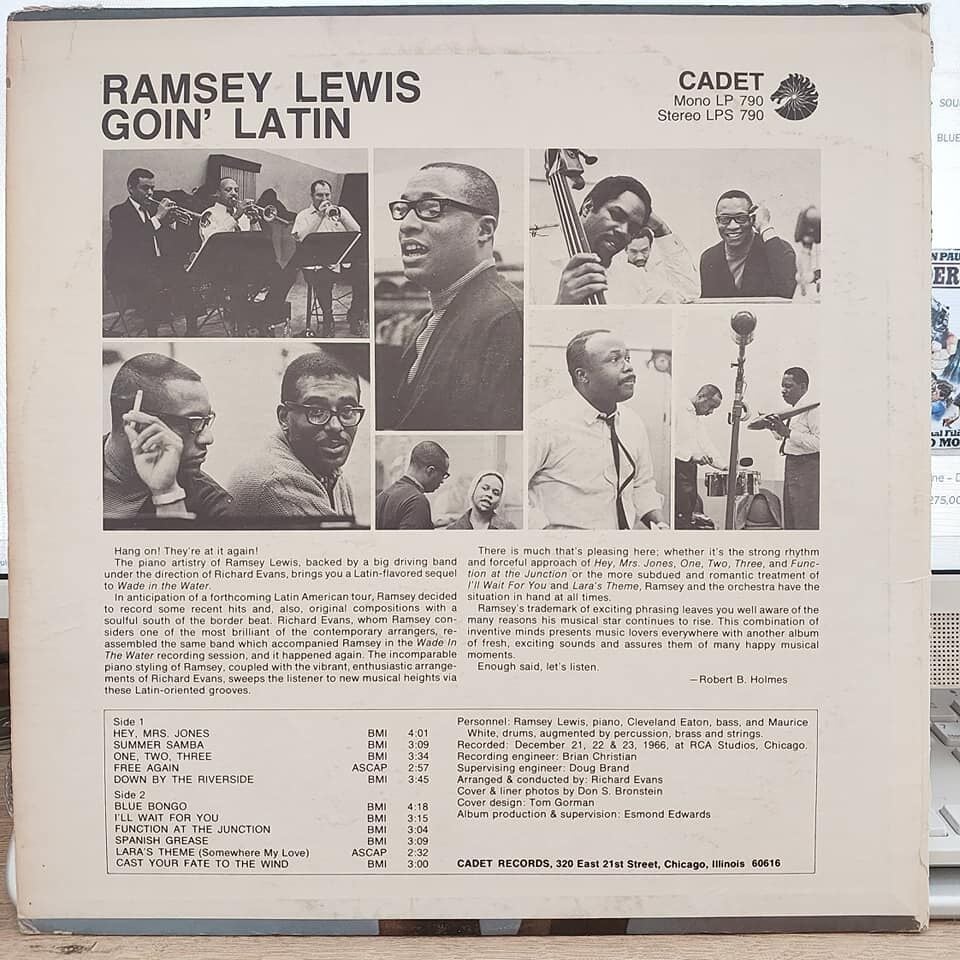 RAMSEY LEWIS
GOIN' LATIN
CADET
Mono LP 790
Stereo LPS 790
Hang on! They're at it again!
The piano artistry of Ramsey Lewis, backed by a big driving band
under the direction of Richard Evans, brings you a Latin-flavored sequel
to Wade in the Water.
In anticipation of a forthcoming Latin American tour, Ramsey decided
to record some recent hits and, also, original compositions with a
soulful south of the border beat. Richard Evans, whom Ramsey con-
siders one of the most brilliant of the contemporary arrangers, re-
assembled the same band which accompanied Ramsey in the Wade In
The Water recording session, and it happened again. The incomparable
piano styling of Ramsey, coupled with the vibrant, enthusiastic arrange-
ments of Richard Evans, sweeps the listener to new musical heights via
these Latin-oriented grooves.
There is much that's pleasing here; whether it's the strong rhythm
and forceful approach of Hey, Mrs. Jones, One, Two, Three, and Func-
tion at the Junction or the more subdued and romantic treatment of
I'll Wait For You and Lara's Theme, Ramsey and the orchestra have the
situation in hand at all times.
Ramsey's trademark of exciting phrasing leaves you well aware of the
many reasons his musical star continues to rise. This combination of
inventive minds presents music lovers everywhere with another album
of fresh, exciting sounds and assures them of many happy musical
moments.
Enough said, let's listen.
—Robert B. Holmes
Side 1
HEY, MRS. JONES BMI 4:01
SUMMER SAMBA BMI 3:09
ONE, TWO, THREE BMI 3:34
FREE AGAIN ASCAP 2:57
DOWN BY THE RIVERSIDE BMI 3:45
Side 2
BLUE BONGO BMI 4:18
I'LL WAIT FOR YOU BMI 3:15
FUNCTION AT THE JUNCTION BMI 3:04
SPANISH GREASE BMI 3:09
LARA'S THEME (Somewhere My Love) ASCAP 2:32
CAST YOUR FATE TO THE WIND BMI 3:00
Personnel: Ramsey Lewis, piano, Cleveland Eaton, bass, and Maurice
White, drums, augmented by percussion, brass and strings.
Recorded: December 21, 22 & 23, 1966, at RCA Studios, Chicago.
Recording engineer: Brian Christian
Supervising engineer: Doug Brand
Arranged & conducted by: Richard Evans
Cover & liner photos by Don S. Bronstein
Cover design: Tom Gorman
Album production & supervision: Esmond Edwards
CADET RECORDS, 320 East 21st Street, Chicago, Illinois 60616